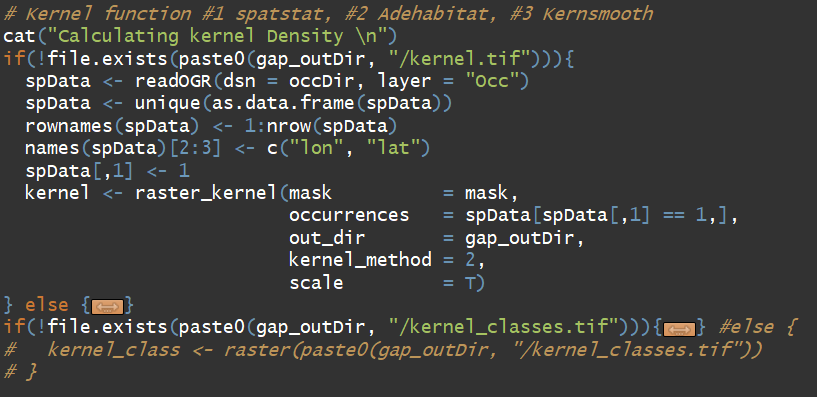 # Kernel function #1 spatstat, #2 Adehabitat, #3 Kernsmooth
cat("Calculating kernel Density \n")
if(!file.exists(paste0(gap_outDir, "/kernel.tif"))){
  spData <- readOGR(dsn = occDir, layer = "Occ")
  spData <- unique(as.data.frame(spData))
  rownames(spData) <- 1:nrow(spData)
  names(spData)[2:3] <- c("lon", "lat")
  spData[,1] <- 1
  kernel <- raster_kernel(mask          = mask,
                          occurrences   = spData[spData[,1] == 1,],
                          out_dir       = gap_outDir,
                          kernel_method = 2,
                          scale         = T)
} else {}
if(!file.exists(paste0(gap_outDir, "/kernel_classes.tif"))){} #else {
#   kernel_class <- raster(paste0(gap_outDir, "/kernel_classes.tif"))
# }